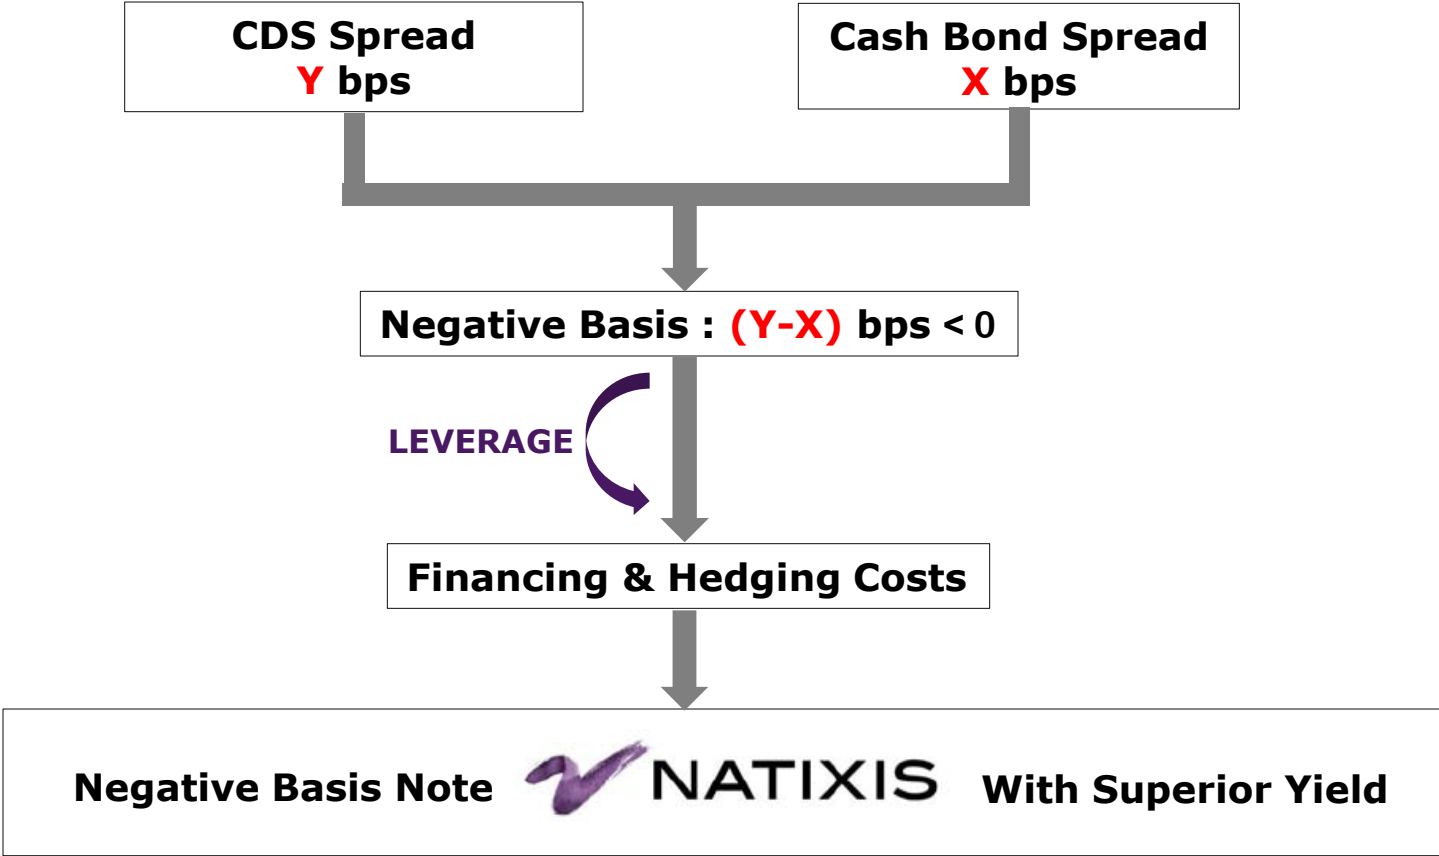 CDS Spread
Y bps
Cash Bond Spread
X bps
Negative Basis : (Y-X) bps < 0
LEVERAGE
Financing & Hedging Costs
Negative Basis Note NATIXIS With Superior Yield